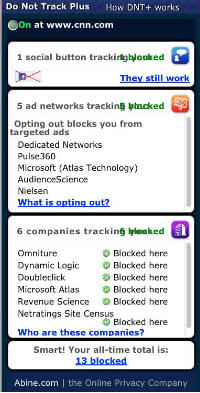 Do Not Track Plus How DNT+ works
On at www.cnn.com
1 social button tracking 1 blocked
They still work
5 ad networks tracking 5 blocked
Opting out blocks you from
targeted ads
Dedicated Networks
Pulse360
Microsoft (Atlas Technology)
AudienceScience
Nielsen
What is opting out?
6 companies tracking 6 blocked
Omniture Blocked here
Dynamic Logic Blocked here
Doubleclick Blocked here
Microsoft Atlas Blocked here
Revenue Science Blocked here
Netratings Site Census
Blocked here
Who are these companies?
Smart! Your all-time total is:
13 blocked
Abine.com | the Online Privacy Company